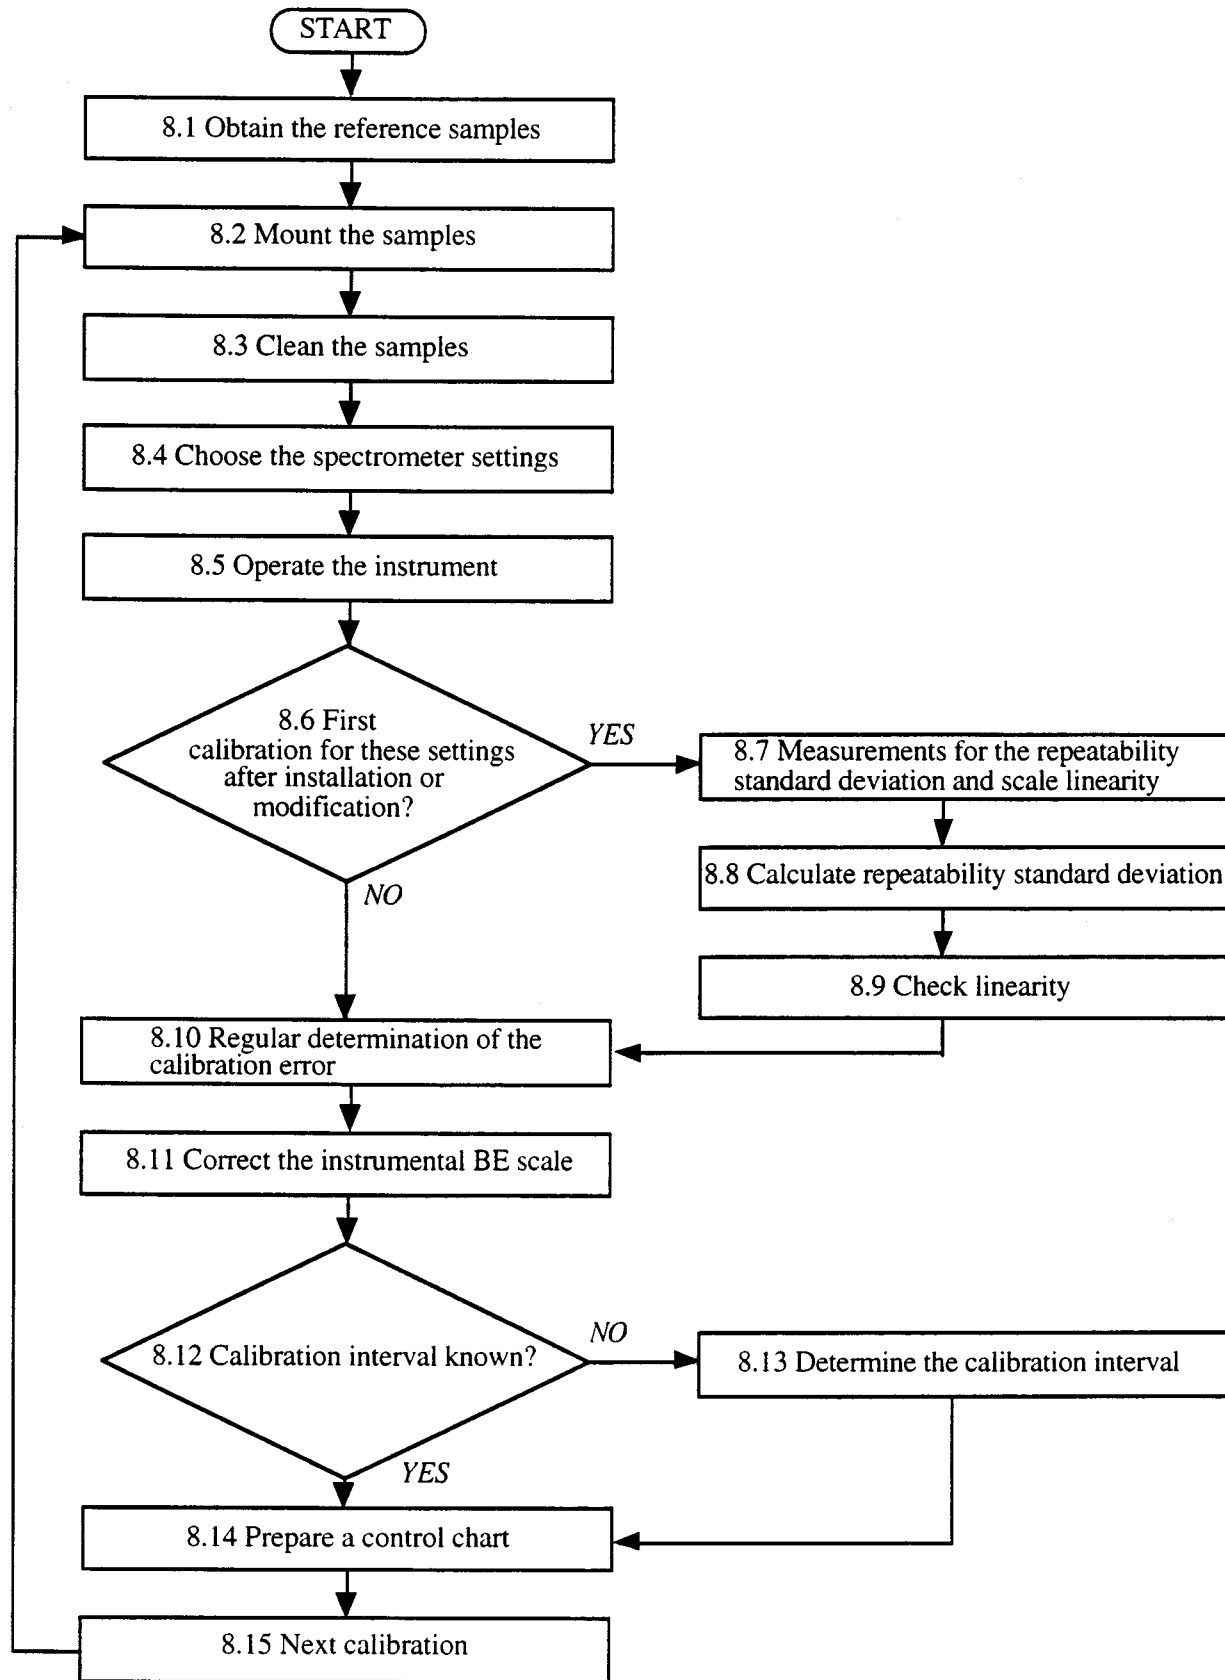 START
8.1 Obtain the reference samples
8.2 Mount the samples
8.3 Clean the samples
8.4 Choose the spectrometer settings
8.5 Operate the instrument
8.6 First
calibration for these settings
after installation or
modification?
YES
8.7 Measurements for the repeatability
standard deviation and scale linearity
8.8 Calculate repeatability standard deviation
NO
8.9 Check linearity
8.10 Regular determination of the
calibration error
8.11 Correct the instrumental BE scale
8.12 Calibration interval known?
NO
8.13 Determine the calibration interval
YES
8.14 Prepare a control chart
8.15 Next calibration